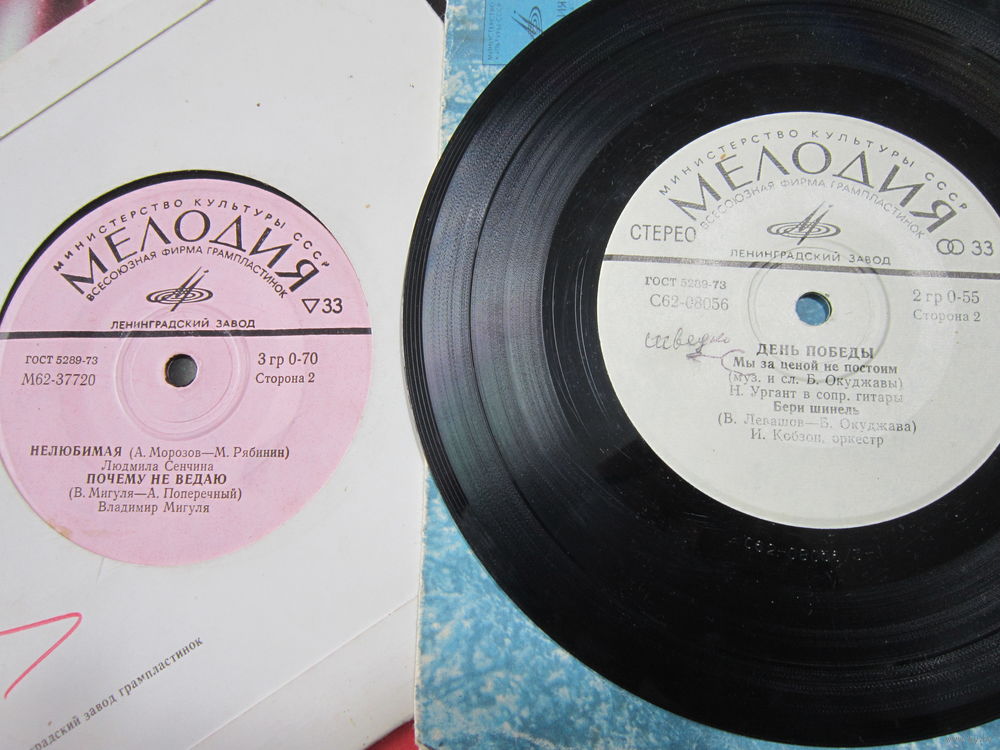 МИНИСТЕРСТВО КУЛЬТУРЫ СССР
МЕЛОДИЯ
ВСЕСОЮЗНАЯ ФИРМА ГРАМПЛАСТИНОК
33
ЛЕНИНГРАДСКИЙ ЗАВОД
ГОСТ 5289-73
3 гр 0-70
М62-37720
Сторона 2
НЕЛЮБИМАЯ (А. Морозов—М. Рябинин)
Людмила Сенчина
ПОЧЕМУ НЕ ВЕДАЮ
(В. Мигуля—А. Поперечный)
Владимир Мигуля
завод грампластинок
МИНИСТЕРСТВО
КУЛЬТУРЫ СССР
МИНИСТЕРСТВО КУЛЬТУРЫ СССР
МЕЛОДИЯ
ВСЕСОЮЗНАЯ ФИРМА ГРАМПЛАСТИНОК
СТЕРЕО
33
ЛЕНИНГРАДСКИЙ ЗАВОД
ГОСТ 5289-73
2 гр 0-55
С62-08056
Сторона 2
ДЕНЬ ПОБЕДЫ
Мы за ценой не постоим
(муз. и сл. Б. Окуджавы)
Н. Ургант в сопр. гитары
Бери шинель
(В. Левашов—Б. Окуджава)
И. Кобзон, оркестр